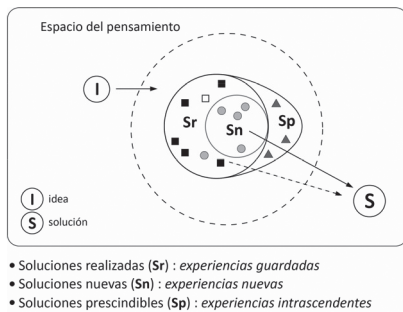 Espacio del pensamiento
I
Sr
Sn
Sp
S
I idea
S solución
• Soluciones realizadas (Sr) : experiencias guardadas
• Soluciones nuevas (Sn) : experiencias nuevas
• Soluciones prescindibles (Sp) : experiencias intrascendentes